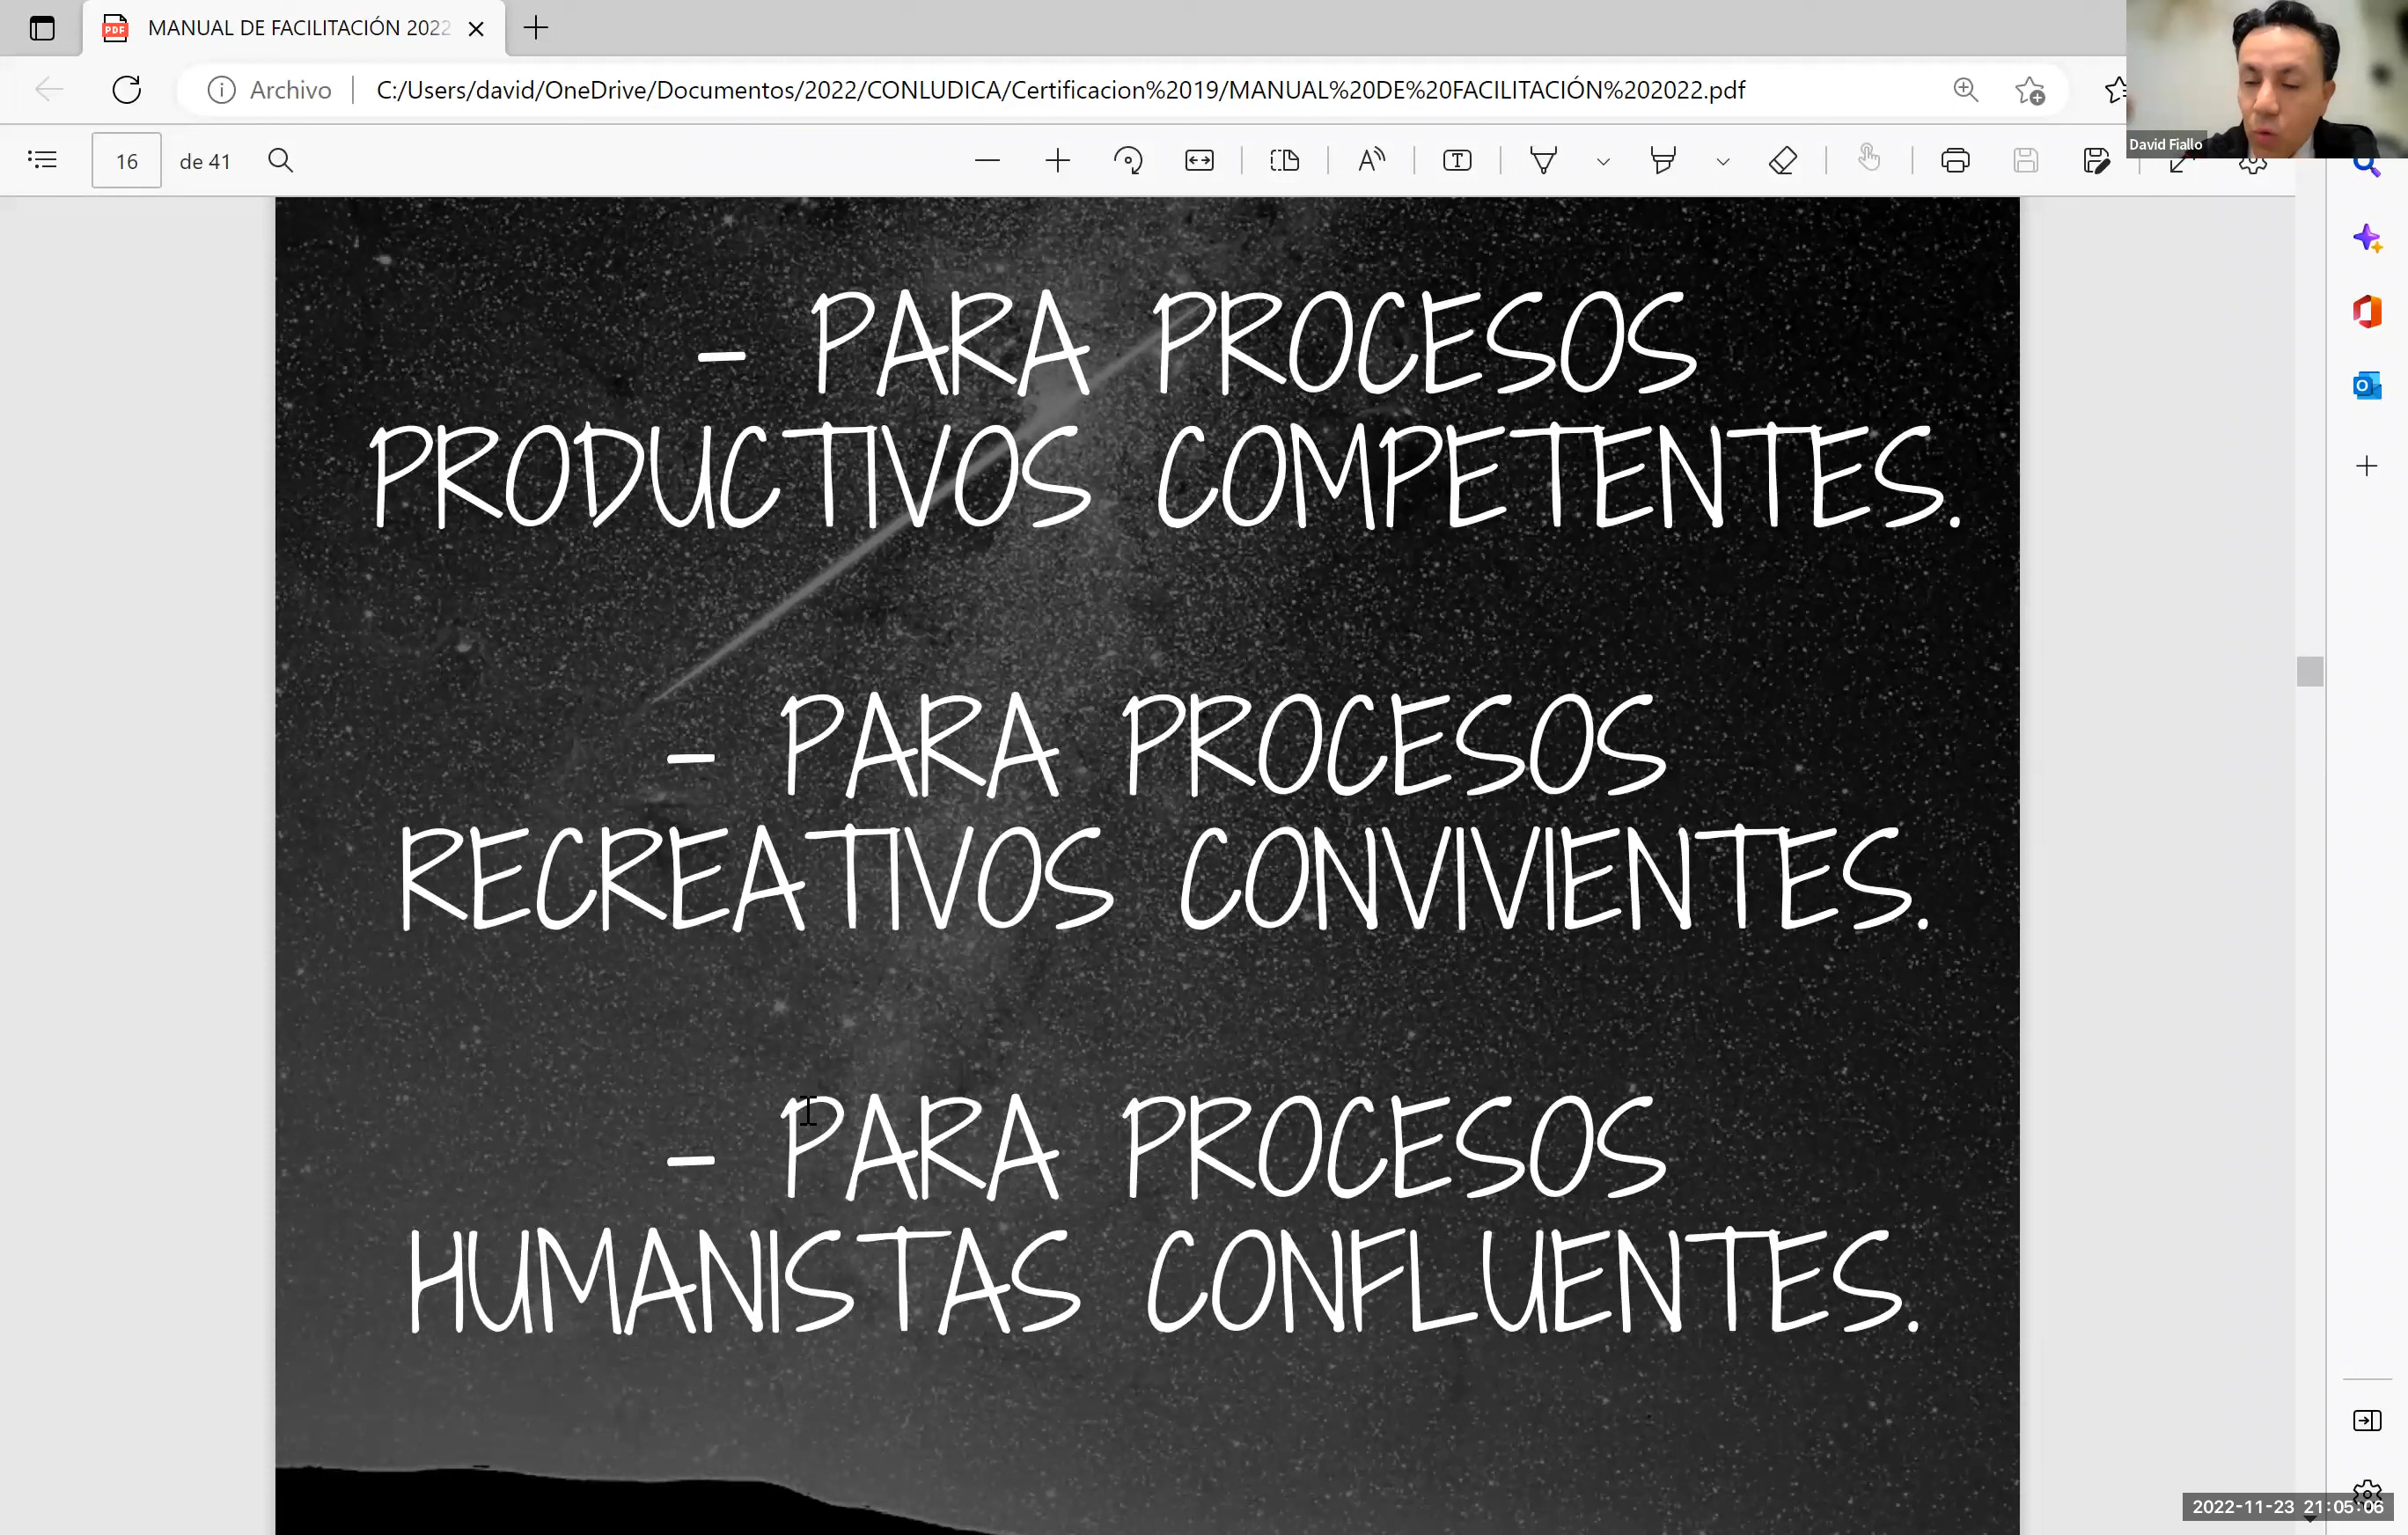 MANUAL DE FACILITACIÓN 2022
Archivo
C:/Users/david/OneDrive/Documentos/2022/CONLUDICA/Certificacion%2019/MANUAL%20DE%20FACILITACIÓN%202022.pdf
David Fiallo
16 de 41
- PARA PROCESOS
PRODUCTIVOS COMPETENTES.
- PARA PROCESOS
RECREATIVOS CONVIVIENTES.
- PARA PROCESOS
HUMANISTAS CONFLUENTES.
2022-11-23 21:05:06